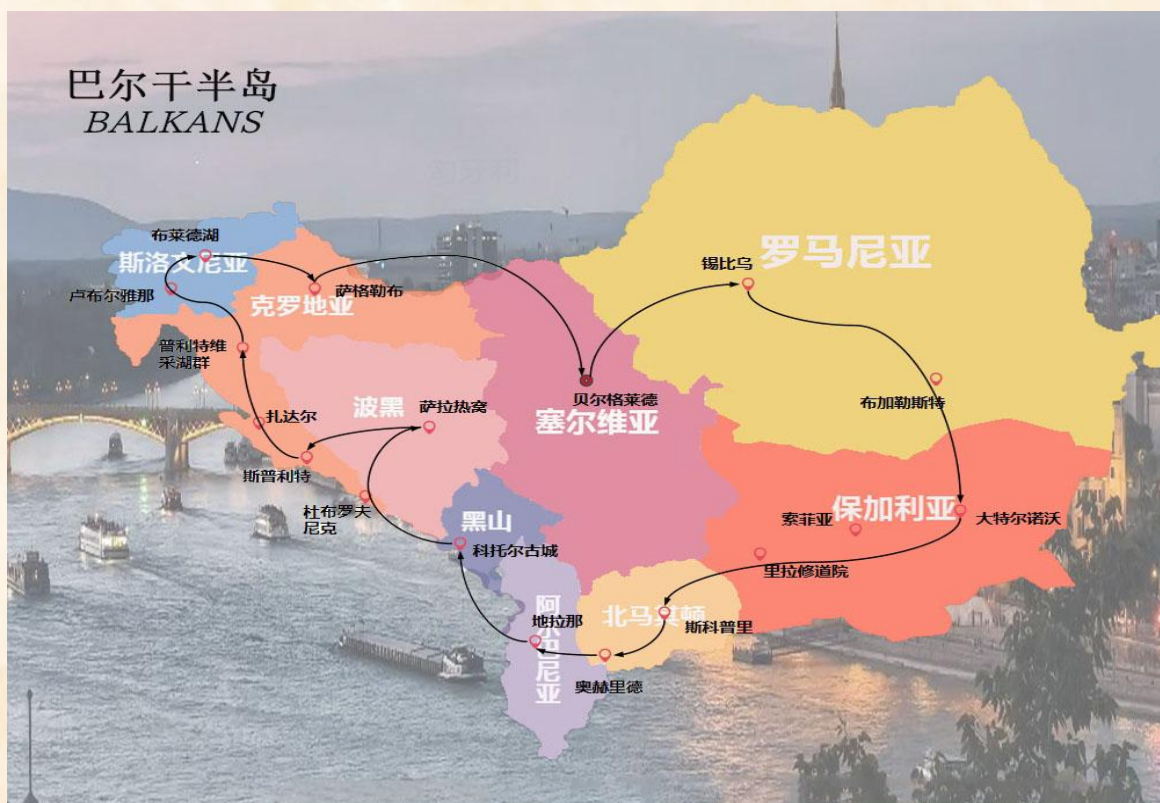 巴尔干半岛
BALKANS
匈牙利
布莱德湖
斯洛文尼亚
卢布尔雅那
克罗地亚
萨格勒布
锡比乌
罗马尼亚
普利特维
采湖群
贝尔格莱德
塞尔维亚
布加勒斯特
波黑
萨拉热窝
扎达尔
斯普利特
杜布罗夫
尼克
黑山
科托尔古城
索菲亚
保加利亚
大特尔诺沃
里拉修道院
阿尔巴尼亚
地拉那
北马其顿
斯科普里
奥赫里德